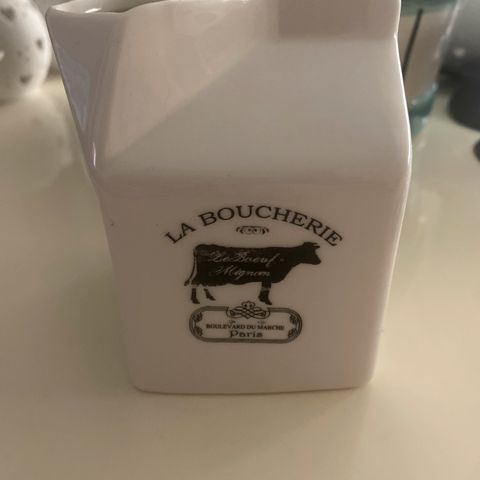 LA BOUCHERIE
Le Boeuf
Mignon
BOULEVARD DU MARCHE
Paris